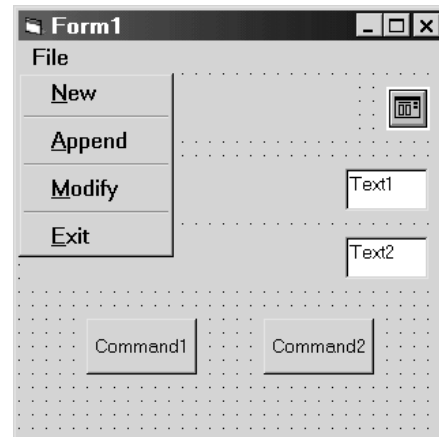 Form1
File
New
Append
Text1
Modify
Exit
Text2
Command1 Command2